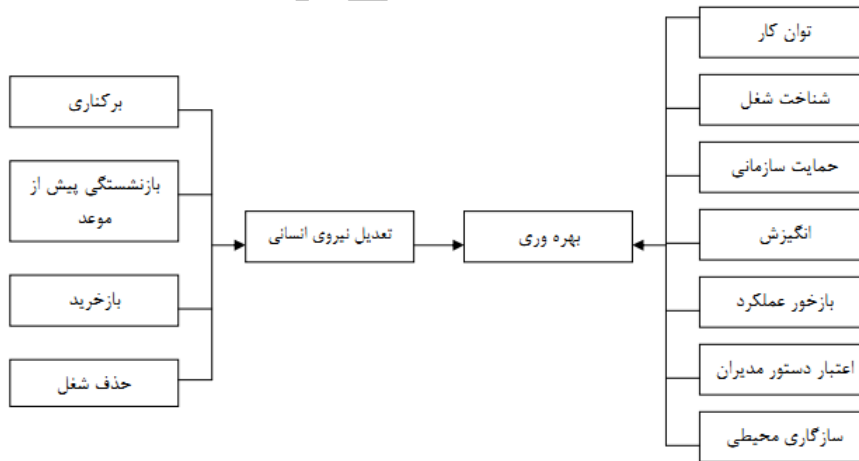 توان کار
شناخت شغل
حمایت سازمانی
انگیزش
بازخور عملکرد
اعتبار دستور مدیران
سازگاری محیطی
بهره وری
تعدیل نیروی انسانی
برکناری
بازنشستگی پیش از
موعد
بازخرید
حذف شغل